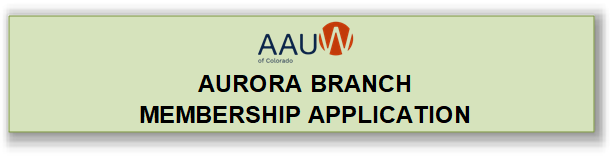 AAUW
of Colorado
AURORA BRANCH
MEMBERSHIP APPLICATION